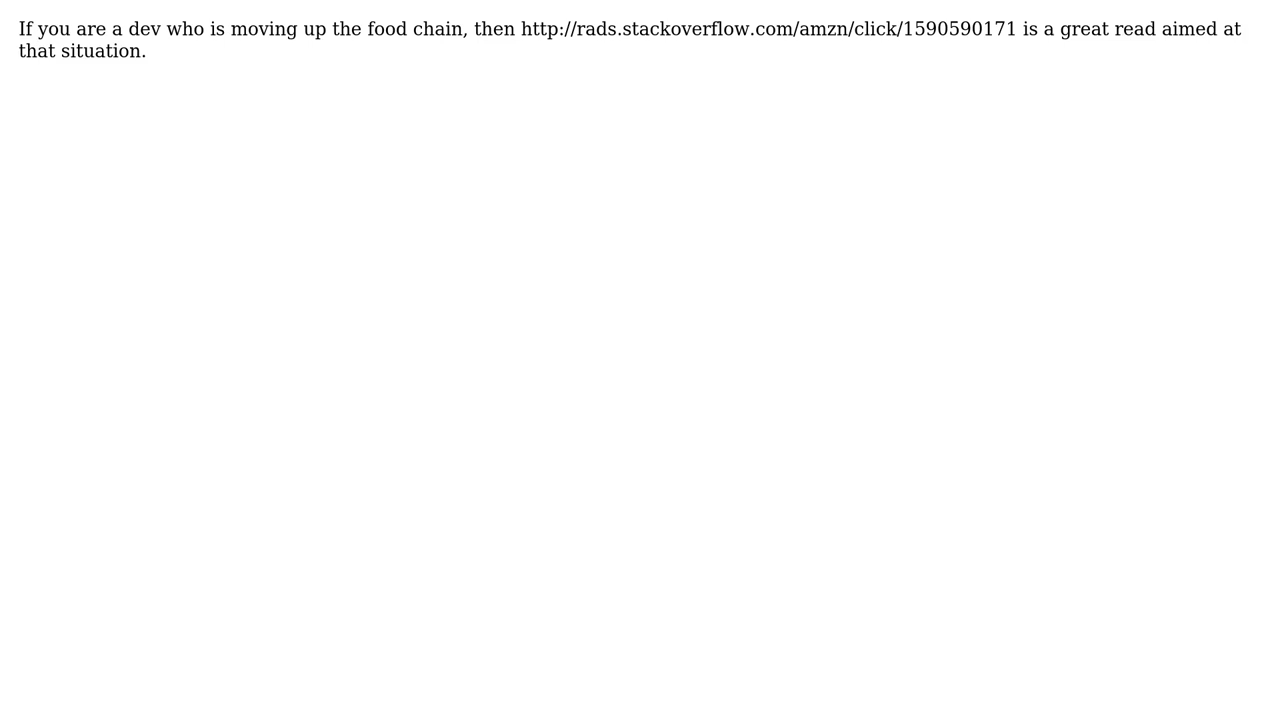 If you are a dev who is moving up the food chain, then http://rads.stackoverflow.com/amzn/click/1590590171 is a great read aimed at
that situation.